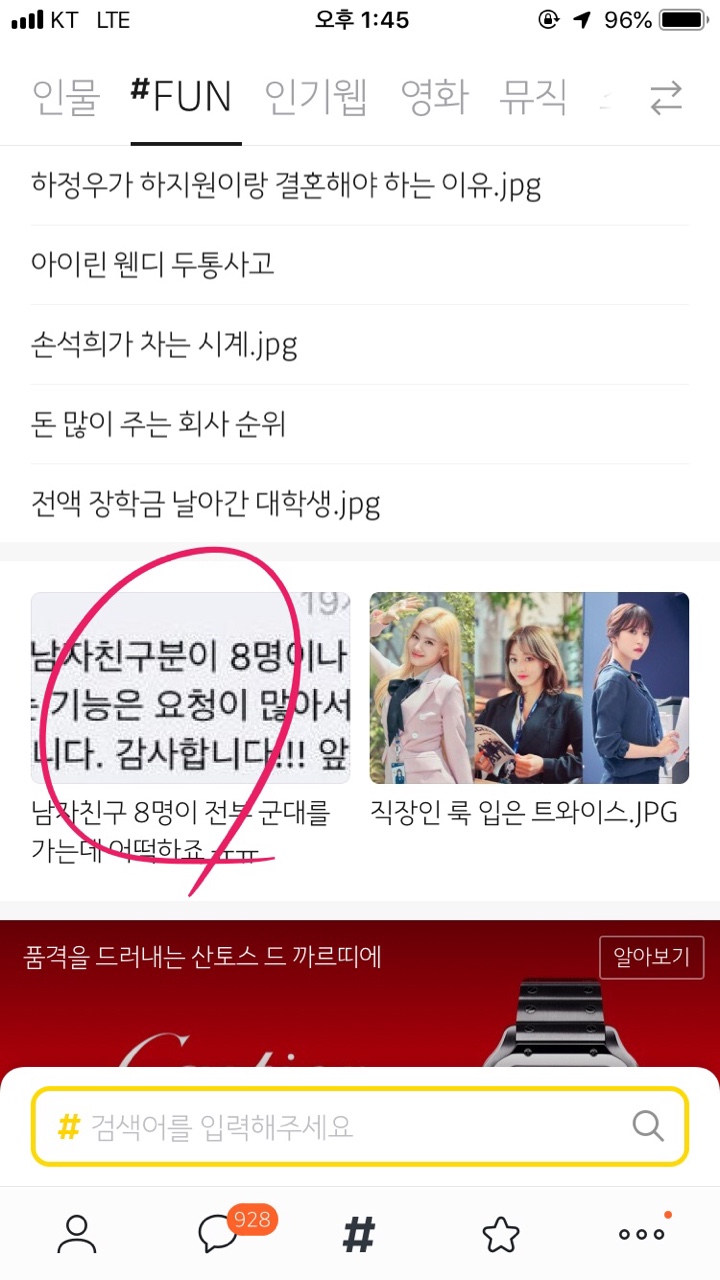 KT LTE 오후 1:45 96%
인물 #FUN 인기웹 영화 뮤직
하정우가 하지원이랑 결혼해야 하는 이유.jpg
아이린 웬디 두통사고
손석희가 차는 시계.jpg
돈 많이 주는 회사 순위
전액 장학금 날아간 대학생.jpg
남자친구분이 8명이나
기능은 요청이 많아서
니다. 감사합니다!!! 앞
남자친구 8명이 전부 군대를
가는데 어떡하죠 ㅠㅠ
직장인 룩 입은 트와이스.JPG
품격을 드러내는 산토스 드 까르띠에
알아보기
# 검색어를 입력해주세요
928
#